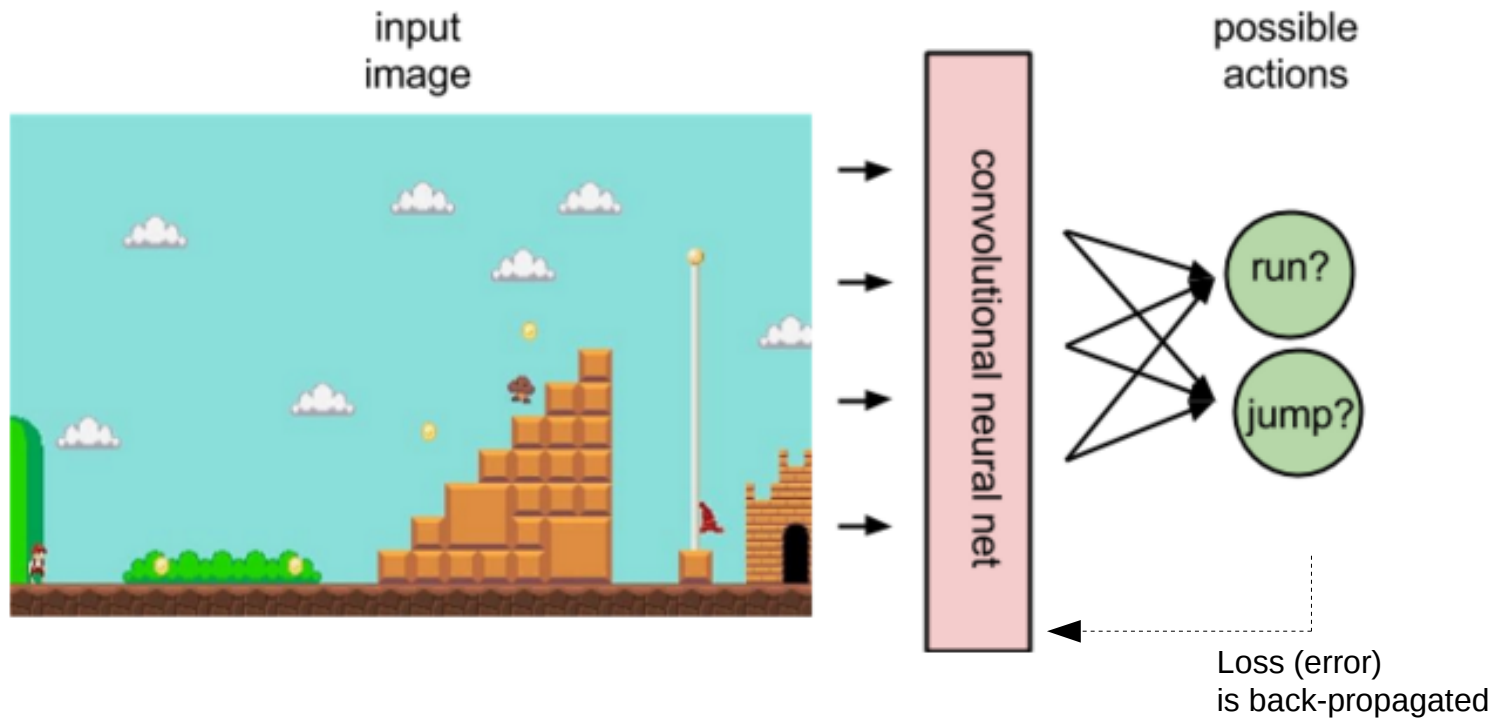 input
image
possible
actions
convolutional neural net
run?
jump?
Loss (error)
is back-propagated